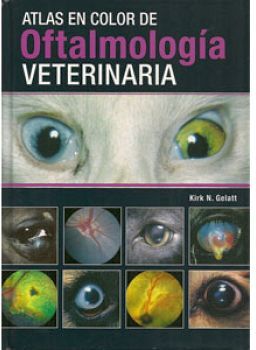 ATLAS EN COLOR DE
Oftalmología
VETERINARIA
Kirk N. Gelatt